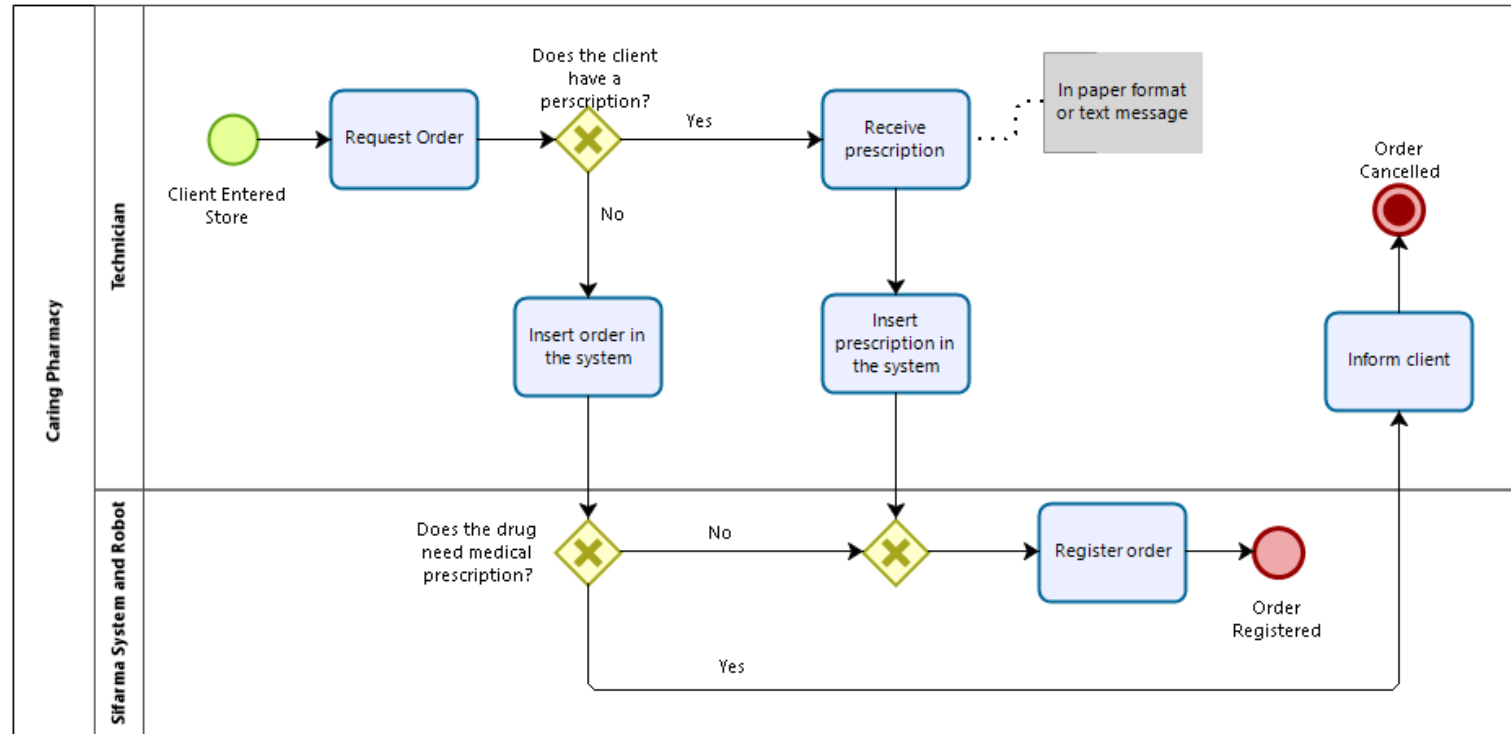 Caring Pharmacy
Technician
Client Entered
Store
Request Order
Does the client
have a
perscription?
Yes
No
Receive
prescription
In paper format
or text message
Order
Cancelled
Insert order in
the system
Insert
prescription in
the system
Inform client
Sifarma System and Robot
Does the drug
need medical
prescription?
No
Yes
Register order
Order
Registered